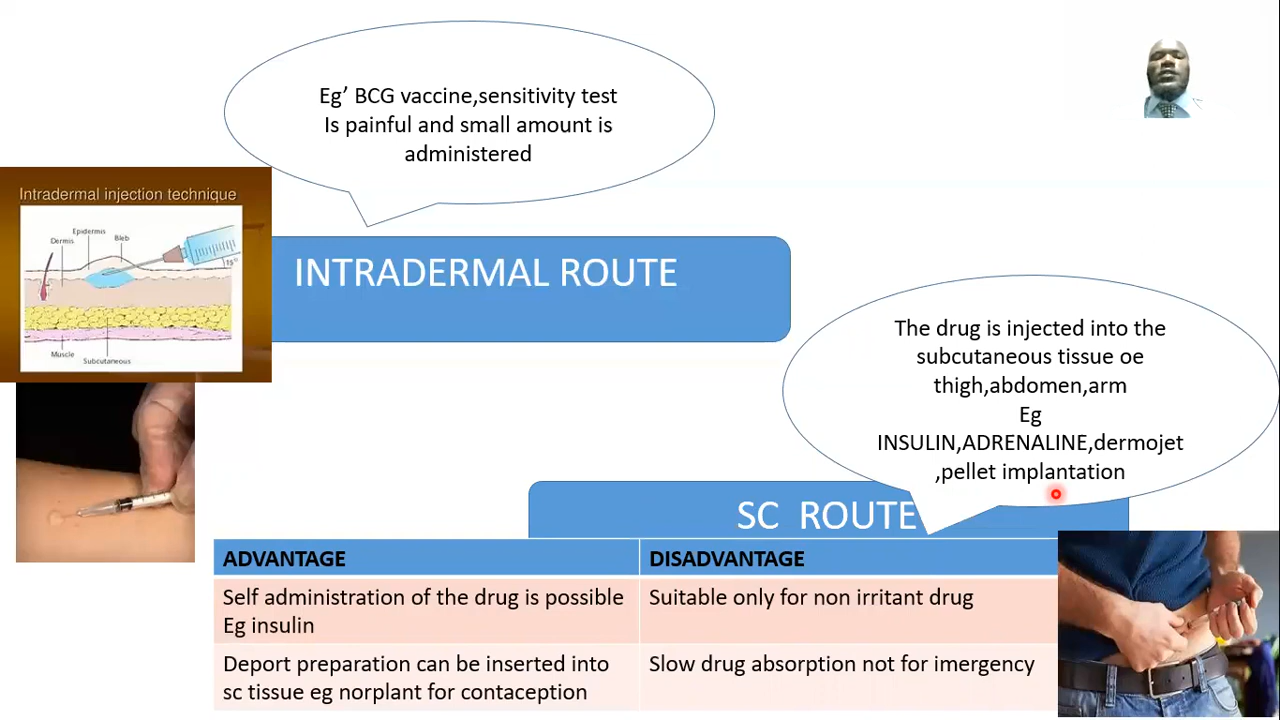 Eg’ BCG vaccine,sensitivity test
Is painful and small amount is
administered
Intradermal injection technique
Epidermis
Dermis
Bleb
15°
Muscle
Subcutaneous
INTRADERMAL ROUTE
The drug is injected into the
subcutaneous tissue oe
thigh,abdomen,arm
Eg
INSULIN,ADRENALINE,dermojet
,pellet implantation
SC ROUTE
ADVANTAGE
DISADVANTAGE
Self administration of the drug is possible
Eg insulin
Suitable only for non irritant drug
Deport preparation can be inserted into
sc tissue eg norplant for contaception
Slow drug absorption not for imergency